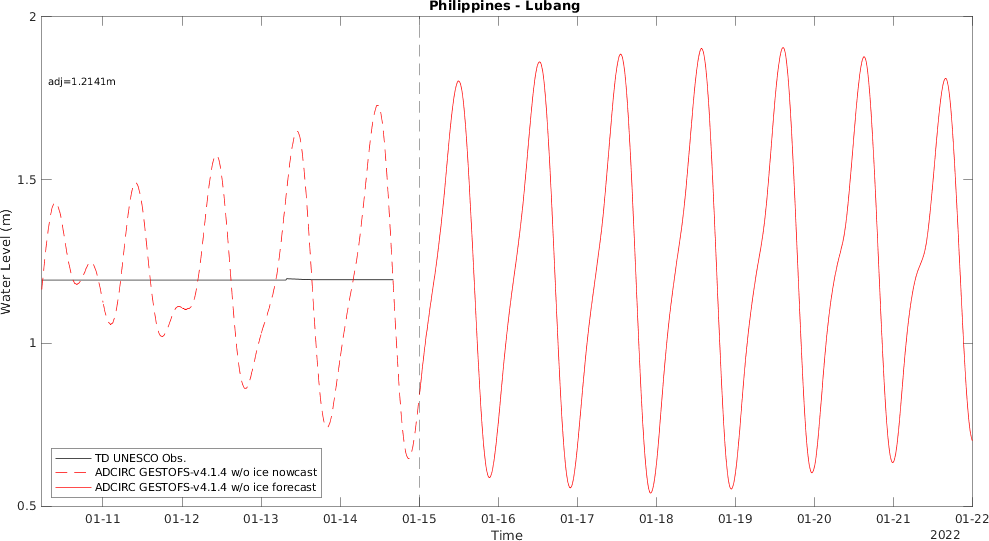 Philippines - Lubang
2
adj=1.2141m
1.5
Water Level (m)
1
TD UNESCO Obs.
ADCIRC GESTOFS-v4.1.4 w/o ice nowcast
ADCIRC GESTOFS-v4.1.4 w/o ice forecast
0.5
01-11 01-12 01-13 01-14 01-15 01-16 01-17 01-18 01-19 01-20 01-21 01-22
Time
2022